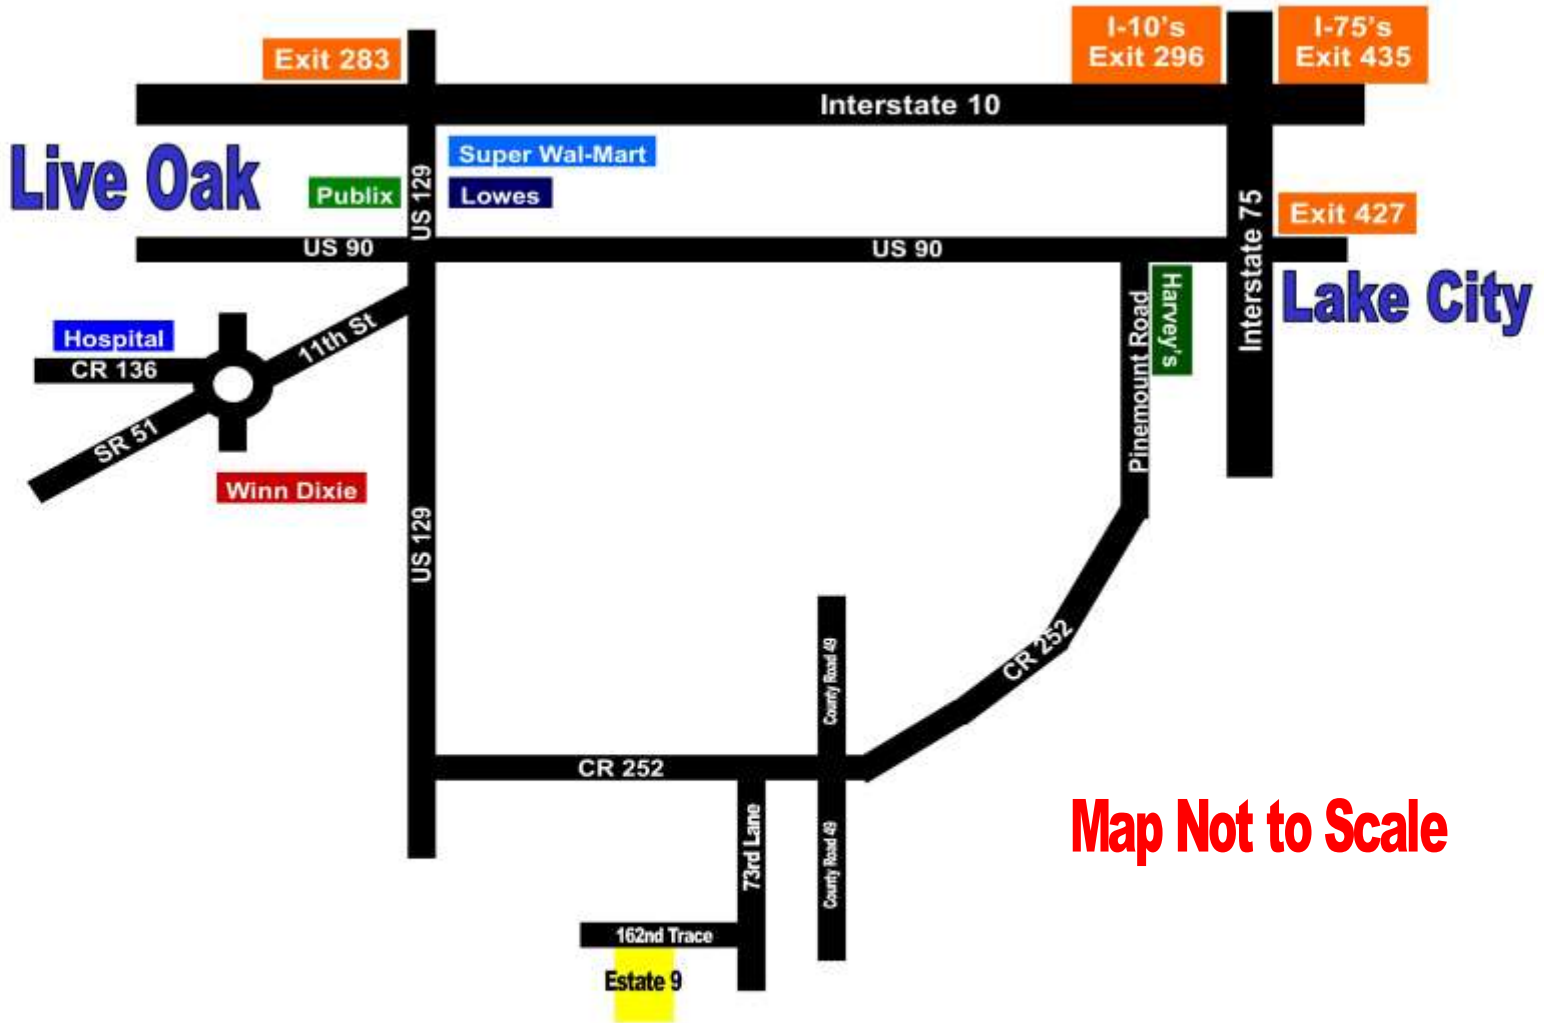 Exit 283
I-10's
Exit 296
I-75's
Exit 435
Interstate 10
Live Oak
Super Wal-Mart
Publix
US 129
Lowes
Interstate 75
Exit 427
US 90
US 90
Lake City
Hospital
CR 136
11th St
SR 51
Winn Dixie
Harvey's
Pinemount Road
US 129
CR 252
County Road 49
CR 252
Map Not to Scale
73rd Lane
County Road 49
162nd Trace
Estate 9